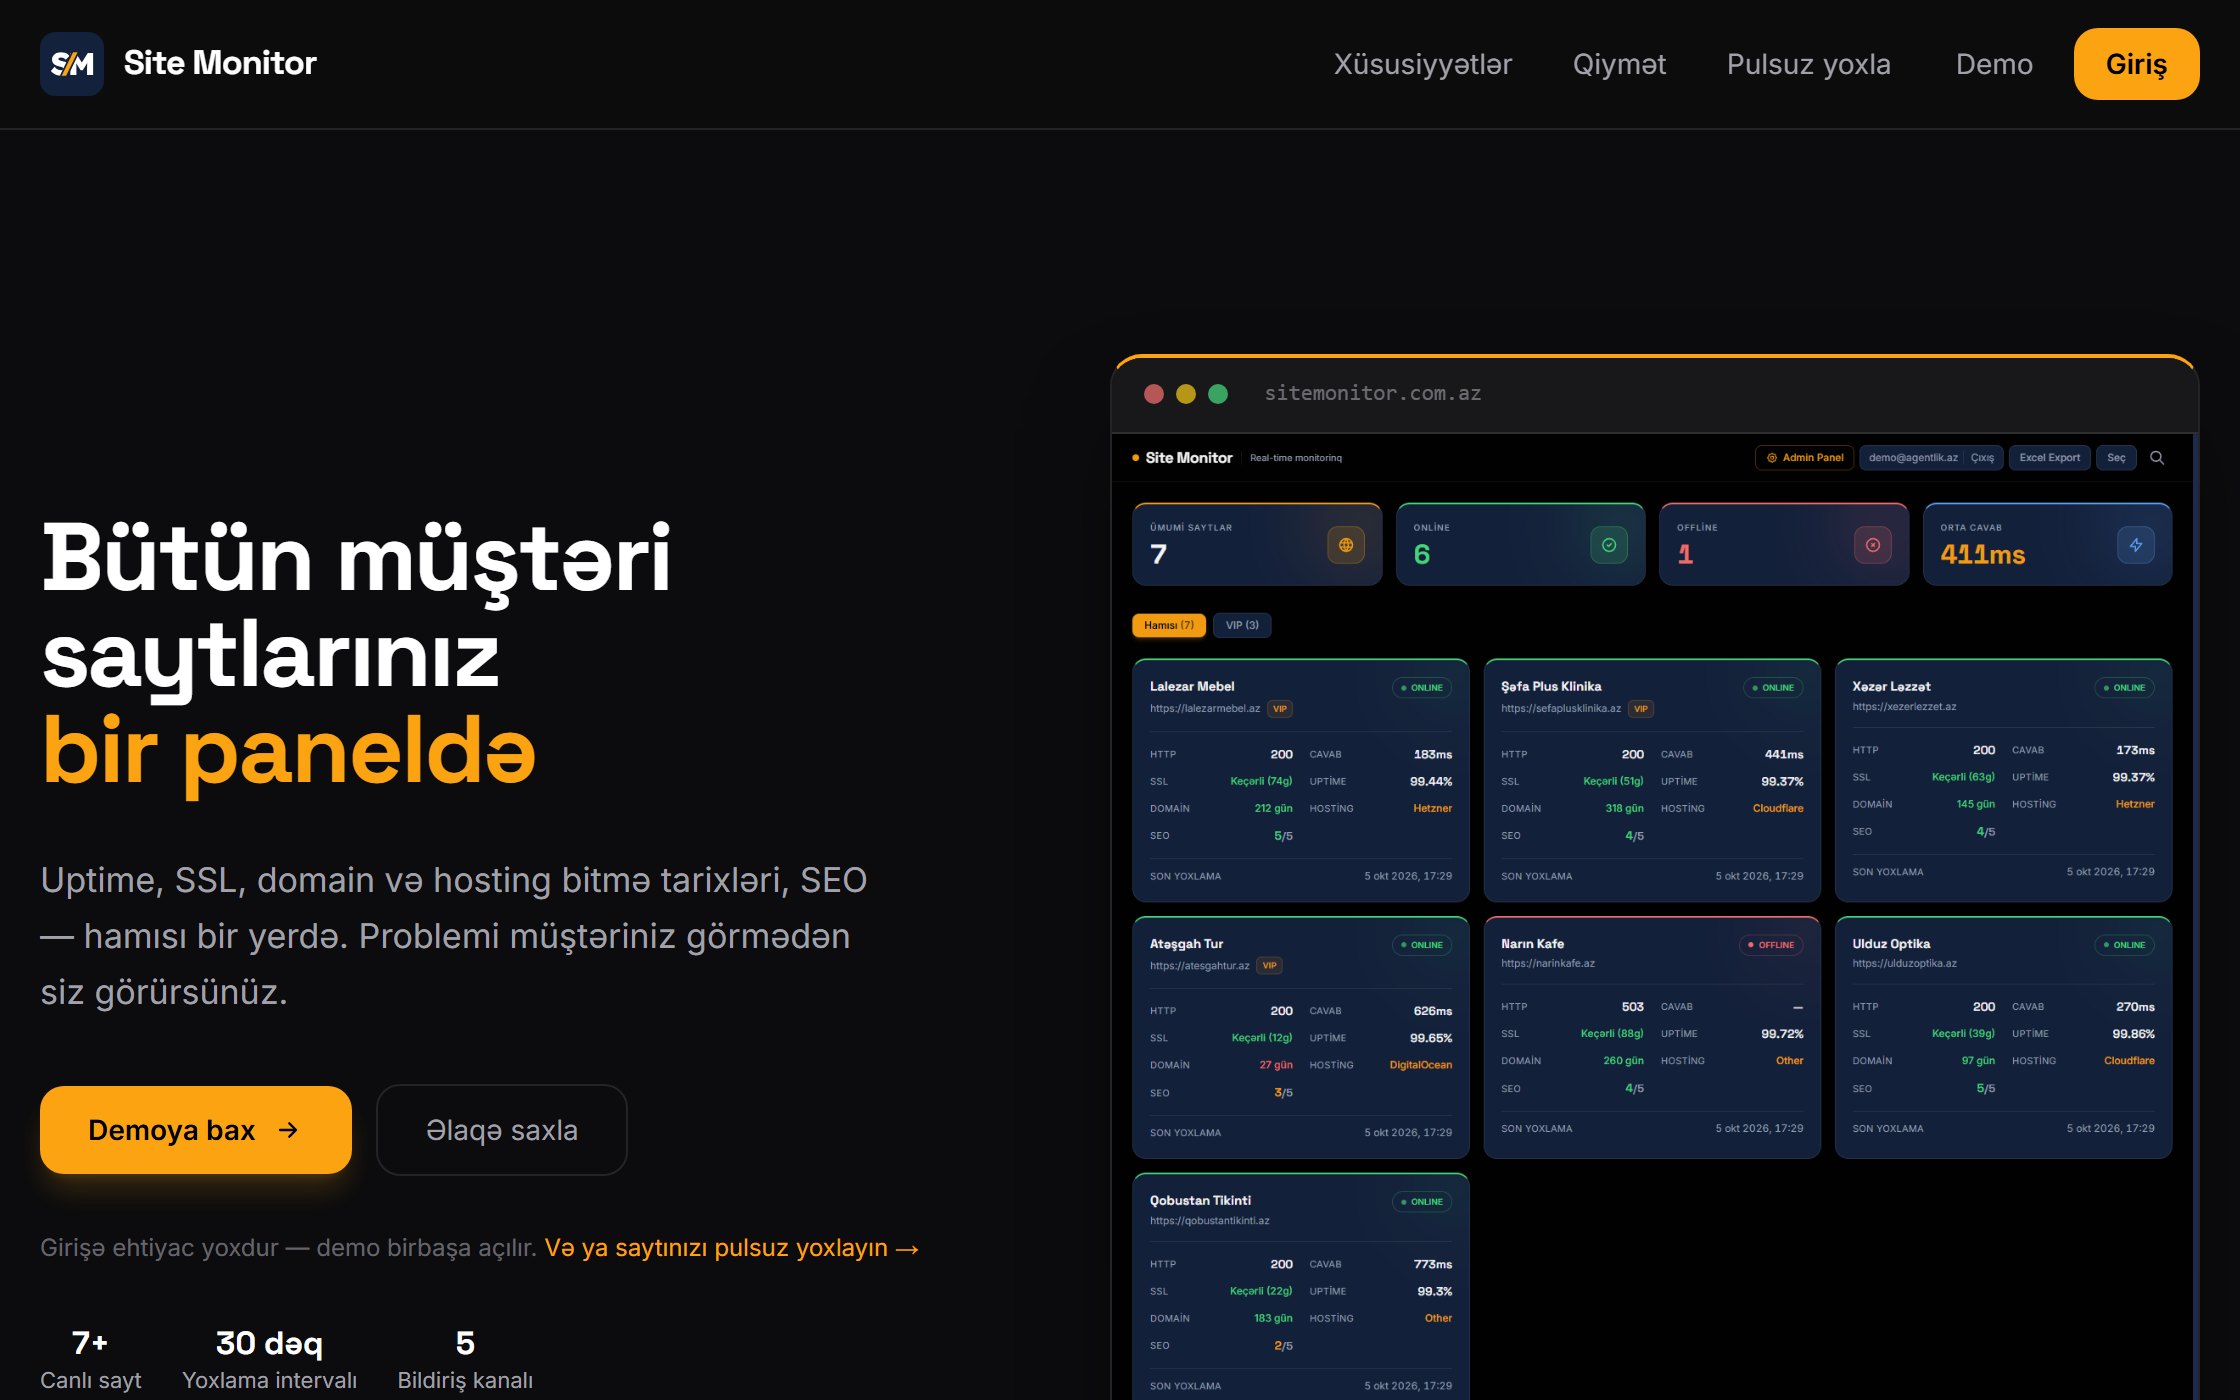 S/M
Site Monitor
Xüsusiyyətlər
Qiymət
Pulsuz yoxla
Demo
Giriş
Bütün müştəri
saytlarınız
bir paneldə
Uptime, SSL, domain və hosting bitmə tarixləri, SEO
— hamısı bir yerdə. Problemi müştəriniz görmədən
siz görürsünüz.
Demoya bax →
Əlaqə saxla
Girişə ehtiyac yoxdur — demo birbaşa açılır. Və ya saytınızı pulsuz yoxlayın →
7+
Canlı sayt
30 dəq
Yoxlama intervalı
5
Bildiriş kanalı
sitemonitor.com.az
Site Monitor
Real-time monitorinq
Admin Panel
demo@agentlik.az
Çıxış
Excel Export
Seç
ÜMUMİ SAYTLAR
7
ONLİNE
6
OFFLİNE
1
ORTA CAVAB
411ms
Hamısı (7)
VIP (3)
Lalezar Mebel
ONLINE
https://lalezarmebel.az VIP
HTTP 200 CAVAB 183ms
SSL Keçərli (74g) UPTİME 99.44%
DOMAİN 212 gün HOSTİNG Hetzner
SEO 5/5
SON YOXLAMA 5 okt 2026, 17:29
Şəfa Plus Klinika
ONLINE
https://sefaplusklinika.az VIP
HTTP 200 CAVAB 441ms
SSL Keçərli (51g) UPTİME 99.37%
DOMAİN 318 gün HOSTİNG Cloudflare
SEO 4/5
SON YOXLAMA 5 okt 2026, 17:29
Xəzər Ləzzət
ONLINE
https://xezerlezzet.az
HTTP 200 CAVAB 173ms
SSL Keçərli (63g) UPTİME 99.37%
DOMAİN 145 gün HOSTİNG Hetzner
SEO 4/5
SON YOXLAMA 5 okt 2026, 17:29
Atəşgah Tur
ONLINE
https://atesgahtur.az VIP
HTTP 200 CAVAB 626ms
SSL Keçərli (12g) UPTİME 99.65%
DOMAİN 27 gün HOSTİNG DigitalOcean
SEO 3/5
SON YOXLAMA 5 okt 2026, 17:29
Narın Kafe
OFFLINE
https://narinkafe.az
HTTP 503 CAVAB —
SSL Keçərli (88g) UPTİME 99.72%
DOMAİN 260 gün HOSTİNG Other
SEO 4/5
SON YOXLAMA 5 okt 2026, 17:29
Ulduz Optika
ONLINE
https://ulduzoptika.az
HTTP 200 CAVAB 270ms
SSL Keçərli (39g) UPTİME 99.86%
DOMAİN 97 gün HOSTİNG Cloudflare
SEO 5/5
SON YOXLAMA 5 okt 2026, 17:29
Qobustan Tikinti
ONLINE
https://qobustantikinti.az
HTTP 200 CAVAB 773ms
SSL Keçərli (22g) UPTİME 99.3%
DOMAİN 183 gün HOSTİNG Other
SEO 2/5
SON YOXLAMA 5 okt 2026, 17:29